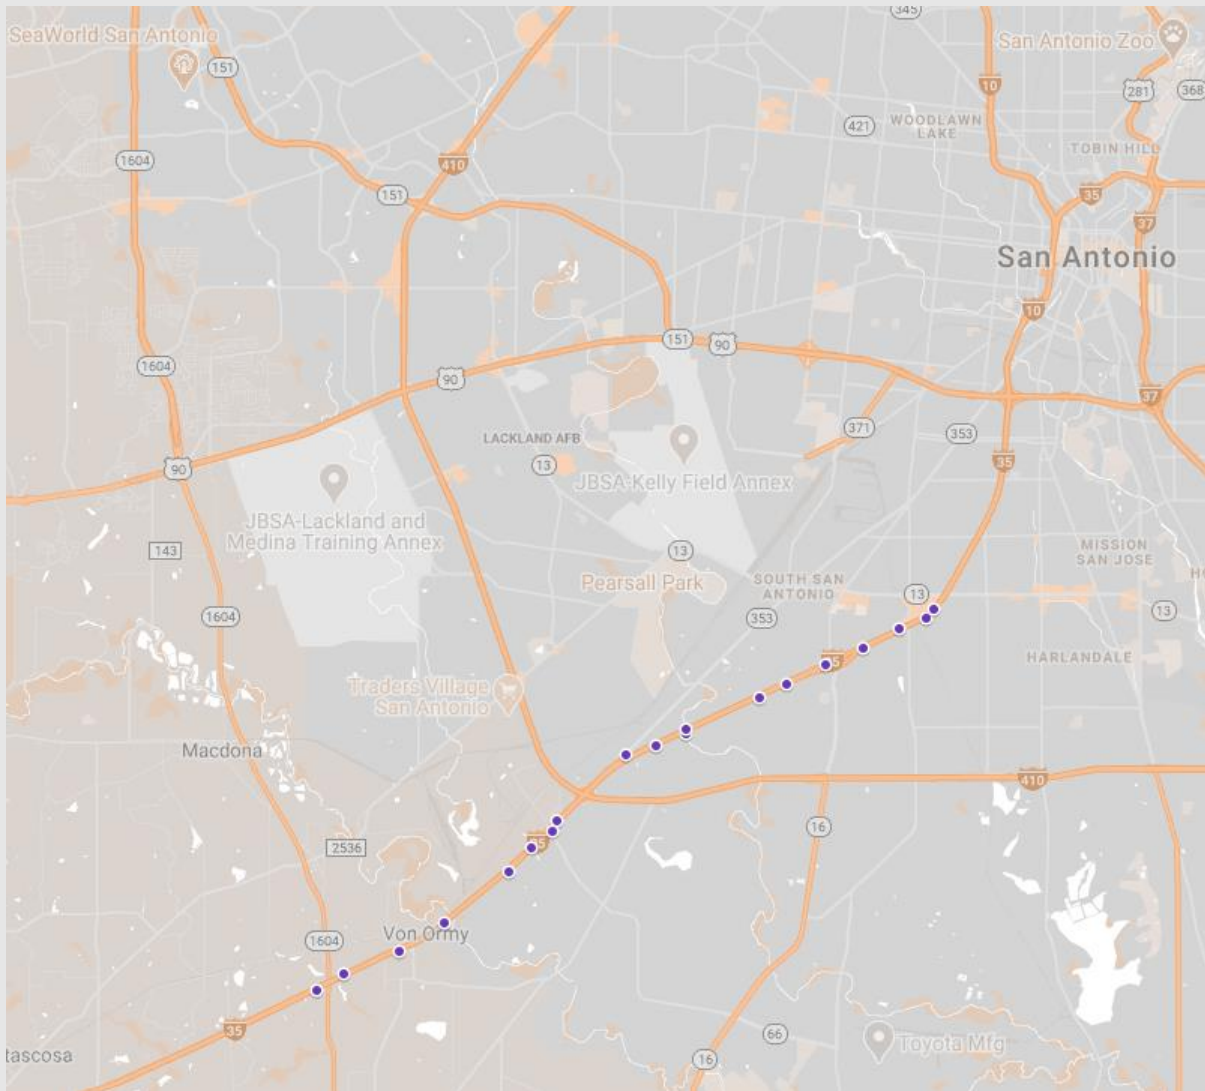 345
SeaWorld San Antonio
San Antonio Zoo
151
10
281
368
421
WOODLAWN
LAKE
TOBIN HILL
1604
410
151
35
37
San Antonio
10
151
90
1604
90
37
371
353
LACKLAND AFB
13
35
90
JBSA-Kelly Field Annex
JBSA-Lackland and
Medina Training Annex
143
13
MISSION
SAN JOSE
Pearsall Park
SOUTH SAN
ANTONIO
13
13
1604
353
HARLANDALE
35
Traders Village
San Antonio
Macdona
410
16
2536
35
Von Ormy
1604
35
66
Toyota Mfg
tascosa
16